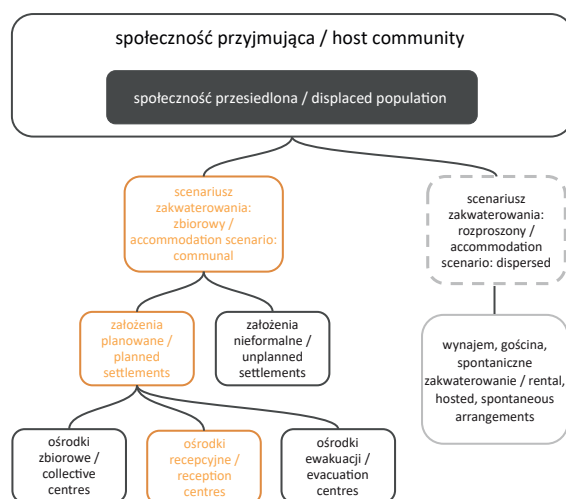 społeczność przyjmująca / host community
społeczność przesiedlona / displaced population
scenariusz
zakwaterowania:
zbiorowy /
accommodation scenario:
communal
scenariusz
zakwaterowania:
rozproszony /
accommodation
scenario: dispersed
założenia
planowane /
planned
settlements
założenia
nieformalne /
unplanned
settlements
wynajem, gościna,
spontaniczne
zakwaterowanie / rental,
hosted, spontaneous
arrangements
ośrodki
zbiorowe /
collective
centres
ośrodki
recepcyjne /
reception
centres
ośrodki
ewakuacji /
evacuation
centres